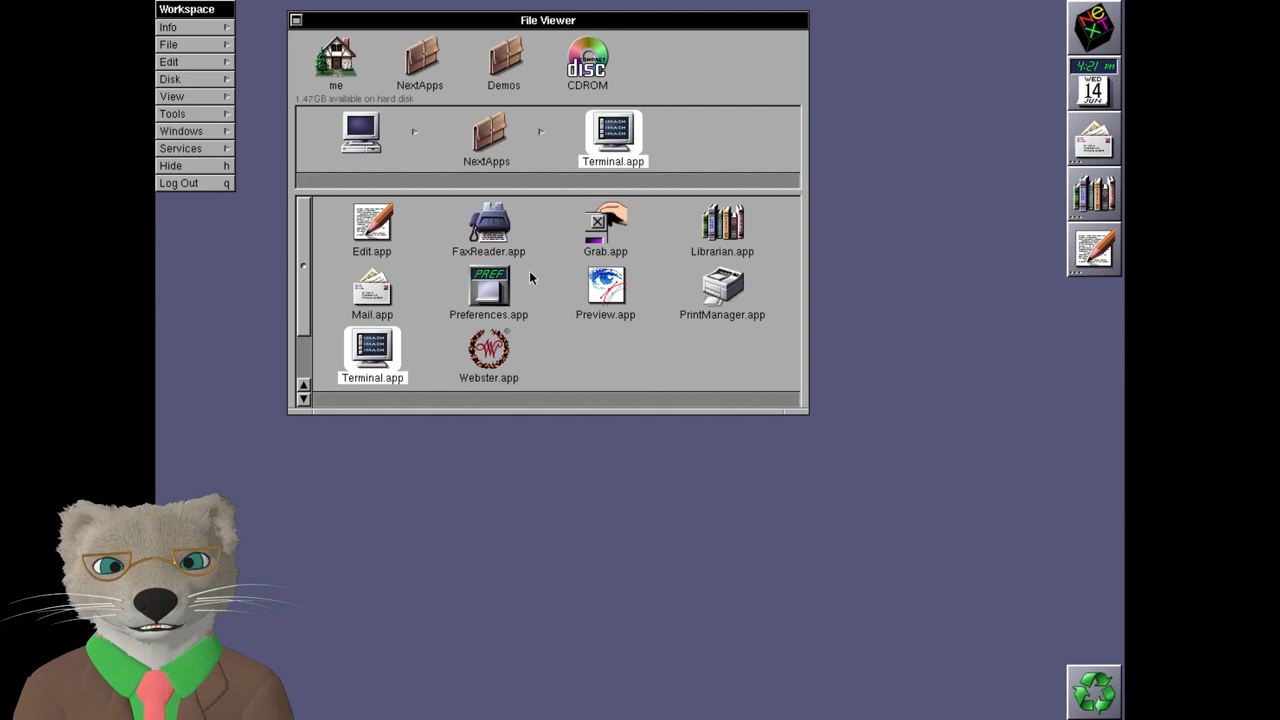 Workspace
Info
File
Edit
Disk
View
Tools
Windows
Services
Hide h
Log Out q
File Viewer
me
NextApps
Demos
COMPACT
disc
CDROM
1.47GB available on hard disk
NextApps
Terminal.app
Edit.app
FaxReader.app
Grab.app
Librarian.app
PREF
Mail.app
Preferences.app
Preview.app
PrintManager.app
Terminal.app
Webster.app
NeXT
4:21 PM
WED
14
JUN